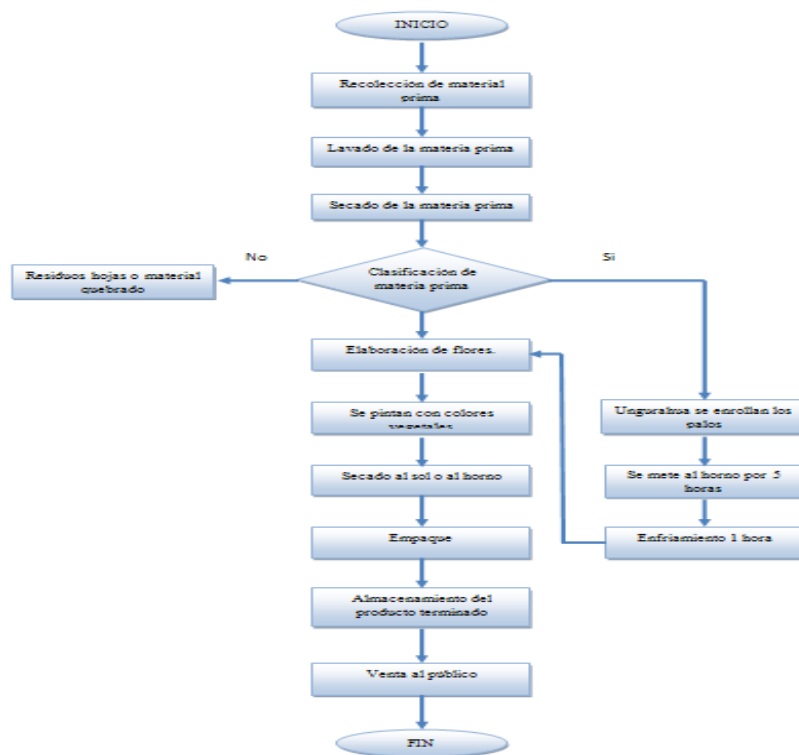 INICIO
Recolección de material
prima
Lavado de la materia prima
Secado de la materia prima
No
Si
Residuos hojas o material
quebrado
Clasificación de
materia prima
Elaboración de flores.
Ungurahua se enrollan los
palos
Se pintan con colores
vegetales
Se mete al horno por 5
horas
Secado al sol o al horno
Enfriamiento 1 hora
Empaque
Almacenamiento del
producto terminado
Venta al público
FIN